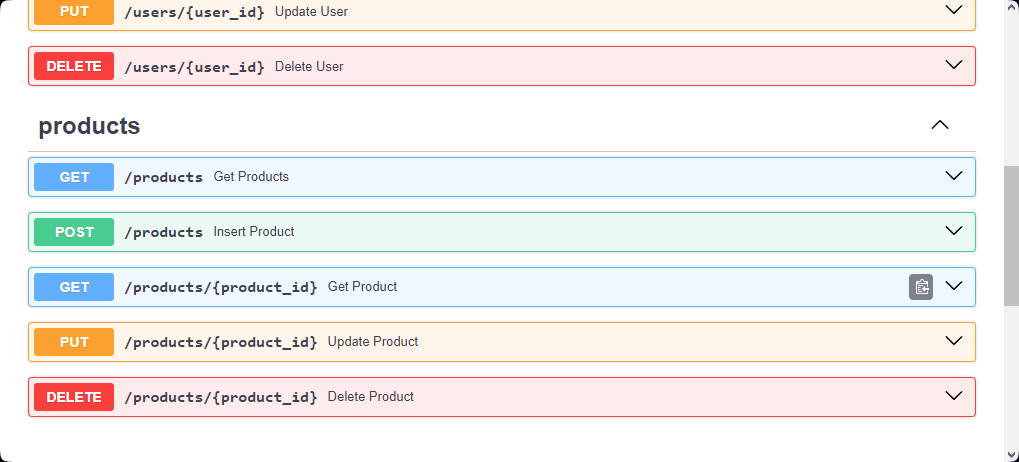 PUT /users/{user_id} Update User
DELETE /users/{user_id} Delete User
products
GET /products Get Products
POST /products Insert Product
GET /products/{product_id} Get Product
PUT /products/{product_id} Update Product
DELETE /products/{product_id} Delete Product